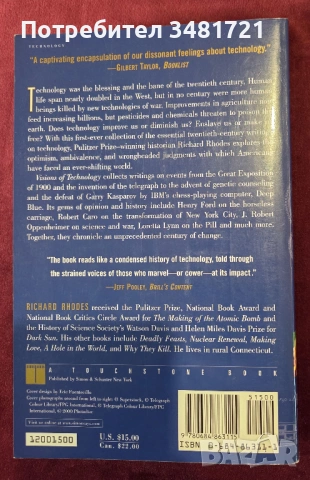 3481721
TECHNOLOGY
"A captivating encapsulation of our dissonant feelings about technology."
—GILBERT TAYLOR, BOOKLIST
Technology was the blessing and the bane of the twentieth century. Human
life span nearly doubled in the West, but in no century were more human
beings killed by new technologies of war. Improvements in agriculture now
feed increasing billions, but pesticides and chemicals threaten to poison the
earth. Does technology improve us or diminish us? Enslave us or make us
free? With this first-ever collection of the essential twentieth-century writings
on technology, Pulitzer Prize-winning historian Richard Rhodes explores the
optimism, ambivalence, and wrongheaded judgments with which Americans
have faced an ever-shifting world.
Visions of Technology collects writings on events from the Great Exposition
of 1900 and the invention of the telegraph to the advent of genetic counseling
and the defeat of Garry Kasparov by IBM's chess-playing computer, Deep
Blue. Its gems of opinion and history include Henry Ford on the horseless
carriage, Robert Caro on the transformation of New York City, J. Robert
Oppenheimer on science and war, Loretta Lynn on the Pill and much more.
Together, they chronicle an unprecedented century of change.
"The book reads like a condensed history of technology, told through
the strained voices of those who marvel—or cower—at its impact."
—JEFF POOLEY, BRILL'S CONTENT
RICHARD RHODES received the Pulitzer Prize, National Book Award and
National Book Critics Circle Award for The Making of the Atomic Bomb and
the History of Science Society's Watson Davis and Helen Miles Davis Prize for
Dark Sun. His other books include Deadly Feasts, Nuclear Renewal, Making
Love, A Hole in the World, and Why They Kill. He lives in rural Connecticut.
A TOUCHSTONE BOOK
Published by Simon & Schuster New York
51500
12001500
U.S. $15.00
Can. $22.00
9 780684 863115
ISBN 0-684-86311-1
bazar